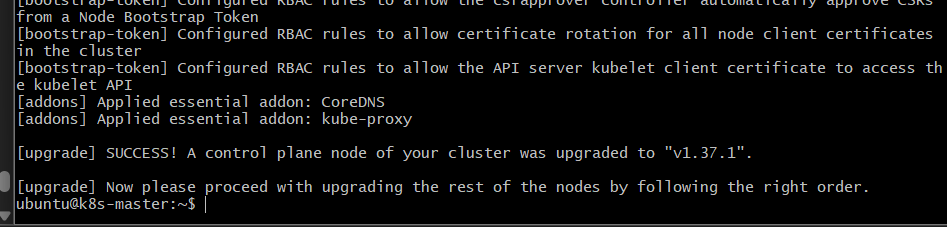 [bootstrap-token] Configured RBAC rules to allow the csrapprover controller automatically approve CSRs
from a Node Bootstrap Token
[bootstrap-token] Configured RBAC rules to allow certificate rotation for all node client certificates
in the cluster
[bootstrap-token] Configured RBAC rules to allow the API server kubelet client certificate to access th
e kubelet API
[addons] Applied essential addon: CoreDNS
[addons] Applied essential addon: kube-proxy
[upgrade] SUCCESS! A control plane node of your cluster was upgraded to "v1.37.1".
[upgrade] Now please proceed with upgrading the rest of the nodes by following the right order.
ubuntu@k8s-master:~$